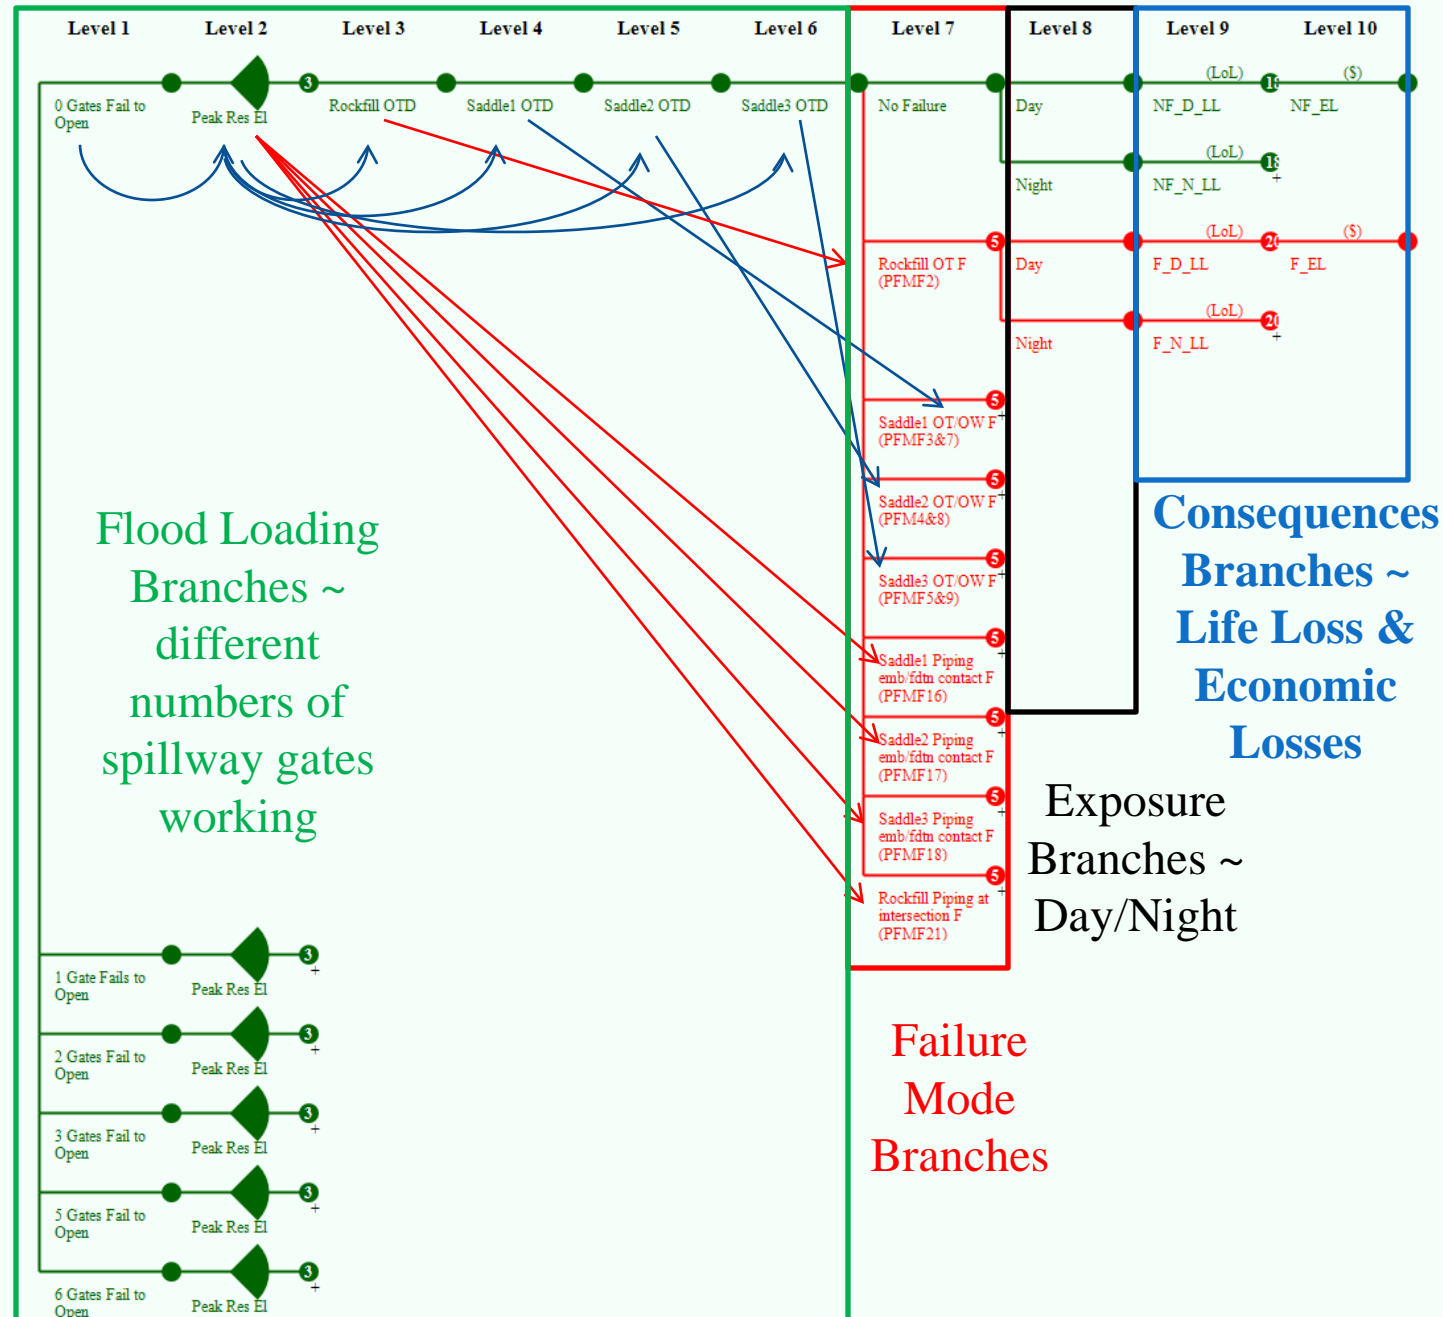 Level 1 Level 2 Level 3 Level 4 Level 5 Level 6 Level 7 Level 8 Level 9 Level 10
(LoL) ($)
3 18
0 Gates Fail to
Open
Peak Res El
Rockfill OTD
Saddle1 OTD
Saddle2 OTD
Saddle3 OTD
No Failure
Day
NF_D_LL
NF_EL
(LoL)
18
+
Night
NF_N_LL
(LoL) ($)
5 20
Rockfill OT F
(PFMF2)
Day
F_D_LL
F_EL
(LoL)
20
+
Night
F_N_LL
5
+
Saddle1 OT/OW F
(PFMF3&7)
5
+
Saddle2 OT/OW F
(PFM4&8)
5
+
Saddle3 OT/OW F
(PFMF5&9)
5
+
Saddle1 Piping
emb/fdtn contact F
(PFMF16)
5
+
Saddle2 Piping
emb/fdtn contact F
(PFMF17)
5
+
Saddle3 Piping
emb/fdtn contact F
(PFMF18)
5
+
Rockfill Piping at
intersection F
(PFMF21)
Flood Loading
Branches ~
different
numbers of
spillway gates
working
Consequences
Branches ~
Life Loss &
Economic
Losses
Exposure
Branches ~
Day/Night
Failure
Mode
Branches
3
+
1 Gate Fails to
Open
Peak Res El
3
+
2 Gates Fail to
Open
Peak Res El
3
+
3 Gates Fail to
Open
Peak Res El
3
+
5 Gates Fail to
Open
Peak Res El
3
+
6 Gates Fail to
Open
Peak Res El